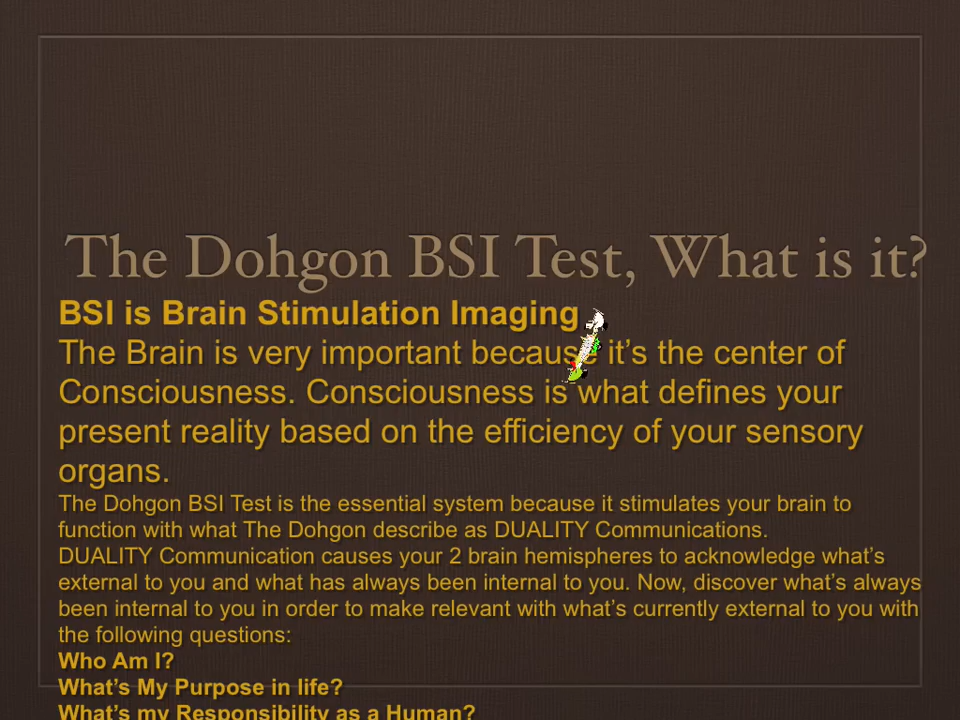 The Dohgon BSI Test, What is it?
BSI is Brain Stimulation Imaging
The Brain is very important because it’s the center of
Consciousness. Consciousness is what defines your
present reality based on the efficiency of your sensory
organs.
The Dohgon BSI Test is the essential system because it stimulates your brain to
function with what The Dohgon describe as DUALITY Communications.
DUALITY Communication causes your 2 brain hemispheres to acknowledge what’s
external to you and what has always been internal to you. Now, discover what’s always
been internal to you in order to make relevant with what’s currently external to you with
the following questions:
Who Am I?
What’s My Purpose in life?
What’s my Responsibility as a Human?